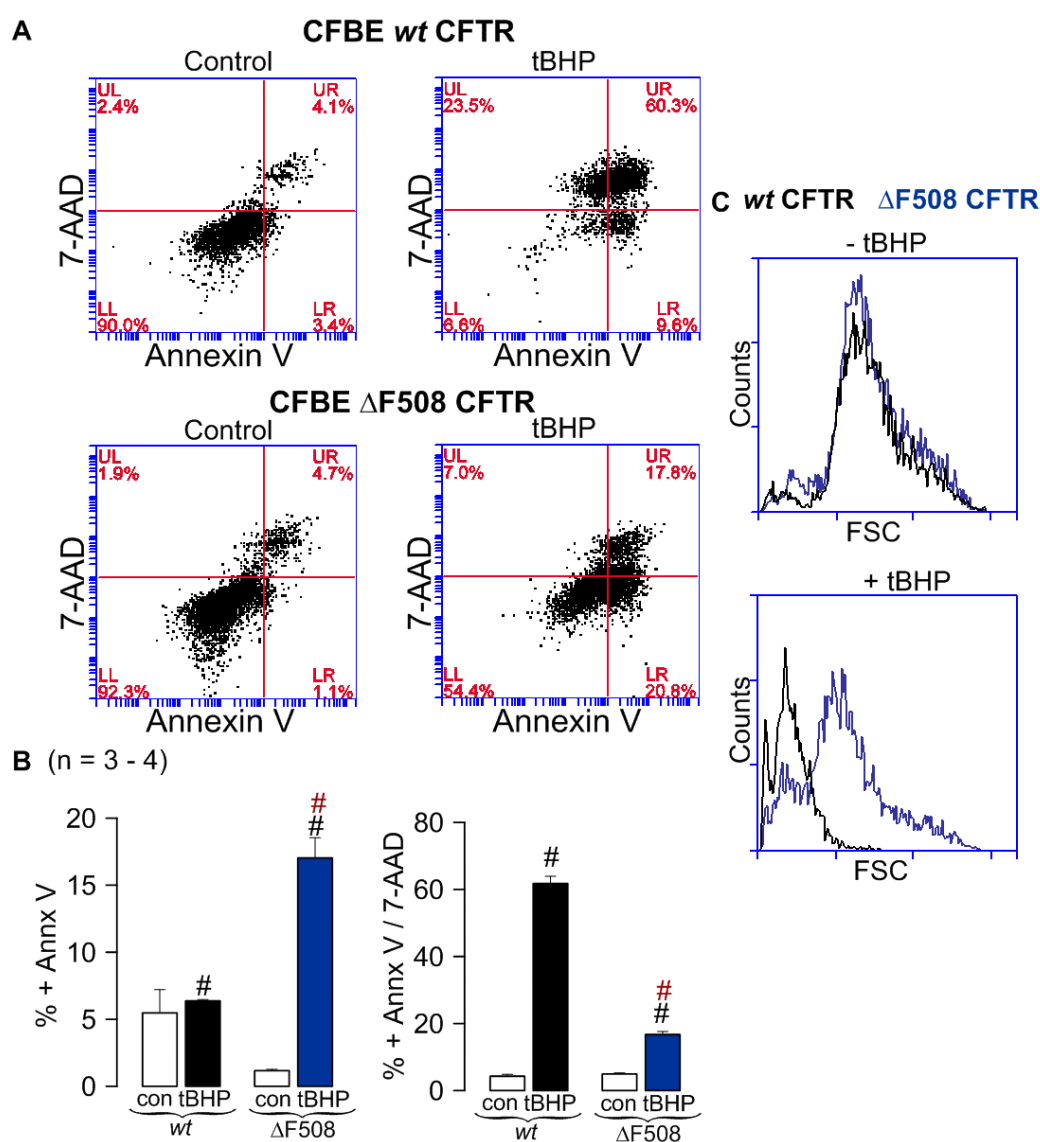 A
CFBE wt CFTR
Control
tBHP
UL
2.4%
UR
4.1%
LL
90.0%
LR
3.4%
7-AAD
Annexin V
UL
23.5%
UR
60.3%
LL
6.6%
LR
9.6%
7-AAD
Annexin V
CFBE ΔF508 CFTR
Control
tBHP
UL
1.9%
UR
4.7%
LL
92.3%
LR
1.1%
7-AAD
Annexin V
UL
7.0%
UR
17.8%
LL
54.4%
LR
20.8%
7-AAD
Annexin V
B (n = 3 - 4)
% + Annx V
20
15
10
5
0
#
#
#
con tBHP con tBHP
wt ΔF508
% + Annx V / 7-AAD
80
60
40
20
0
#
#
#
con tBHP con tBHP
wt ΔF508
C wt CFTR ΔF508 CFTR
- tBHP
Counts
FSC
+ tBHP
Counts
FSC